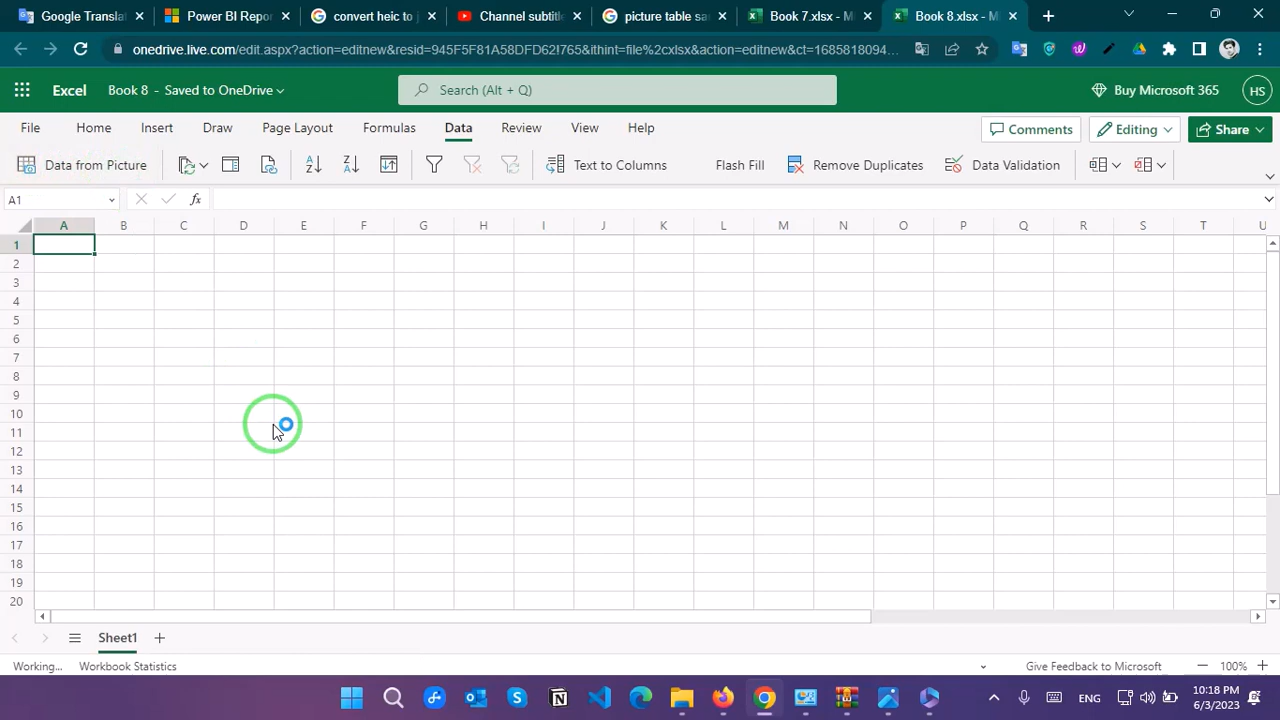 Google Transla
Power BI Repor
convert heic to j
Channel subtitle
picture table sa
Book 7.xlsx - M
Book 8.xlsx - M
onedrive.live.com/edit.aspx?action=editnew&resid=945F5F81A58DFD62!765&ithint=file%2cxlsx&action=editnew&ct=1685818094...
Excel Book 8 - Saved to OneDrive Search (Alt + Q) Buy Microsoft 365 HS
File Home Insert Draw Page Layout Formulas Data Review View Help Comments Editing Share
Data from Picture Text to Columns Flash Fill Remove Duplicates Data Validation
A1 fx
A B C D E F G H I J K L M N O P Q R S T U
1
2
3
4
5
6
7
8
9
10
11
12
13
14
15
16
17
18
19
20
Sheet1
Working... Workbook Statistics Give Feedback to Microsoft 100%
ENG 10:18 PM
6/3/2023